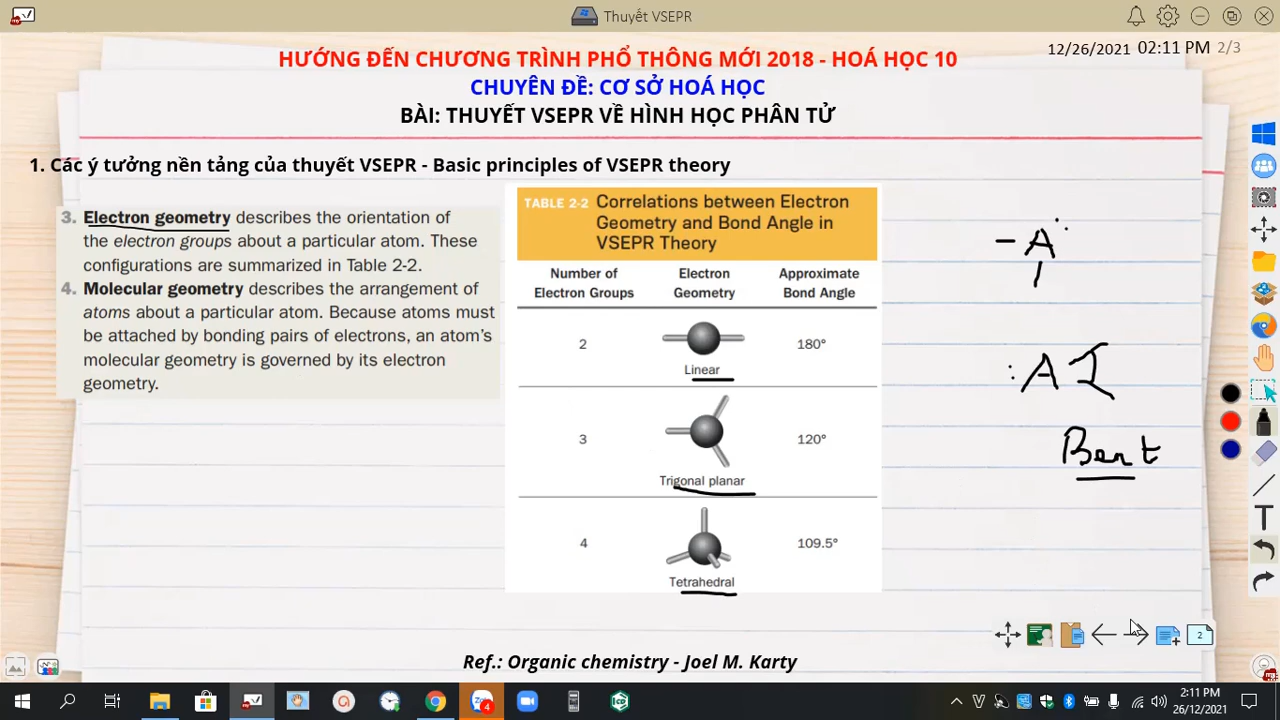 Thuyết VSEPR
12/26/2021 02:11 PM 2/3
HƯỚNG ĐẾN CHƯƠNG TRÌNH PHỔ THÔNG MỚI 2018 - HOÁ HỌC 10
CHUYÊN ĐỀ: CƠ SỞ HOÁ HỌC
BÀI: THUYẾT VSEPR VỀ HÌNH HỌC PHÂN TỬ
1. Các ý tưởng nền tảng của thuyết VSEPR - Basic principles of VSEPR theory
3. Electron geometry describes the orientation of
the electron groups about a particular atom. These
configurations are summarized in Table 2-2.
4. Molecular geometry describes the arrangement of
atoms about a particular atom. Because atoms must
be attached by bonding pairs of electrons, an atom's
molecular geometry is governed by its electron
geometry.
TABLE 2-2 Correlations between Electron
Geometry and Bond Angle in
VSEPR Theory
Number of
Electron Groups
Electron
Geometry
Approximate
Bond Angle
2
180°
Linear
3
120°
Trigonal planar
4
109.5°
Tetrahedral
A
: A
Bent
Ref.: Organic chemistry - Joel M. Karty
2
4
2:11 PM
26/12/2021